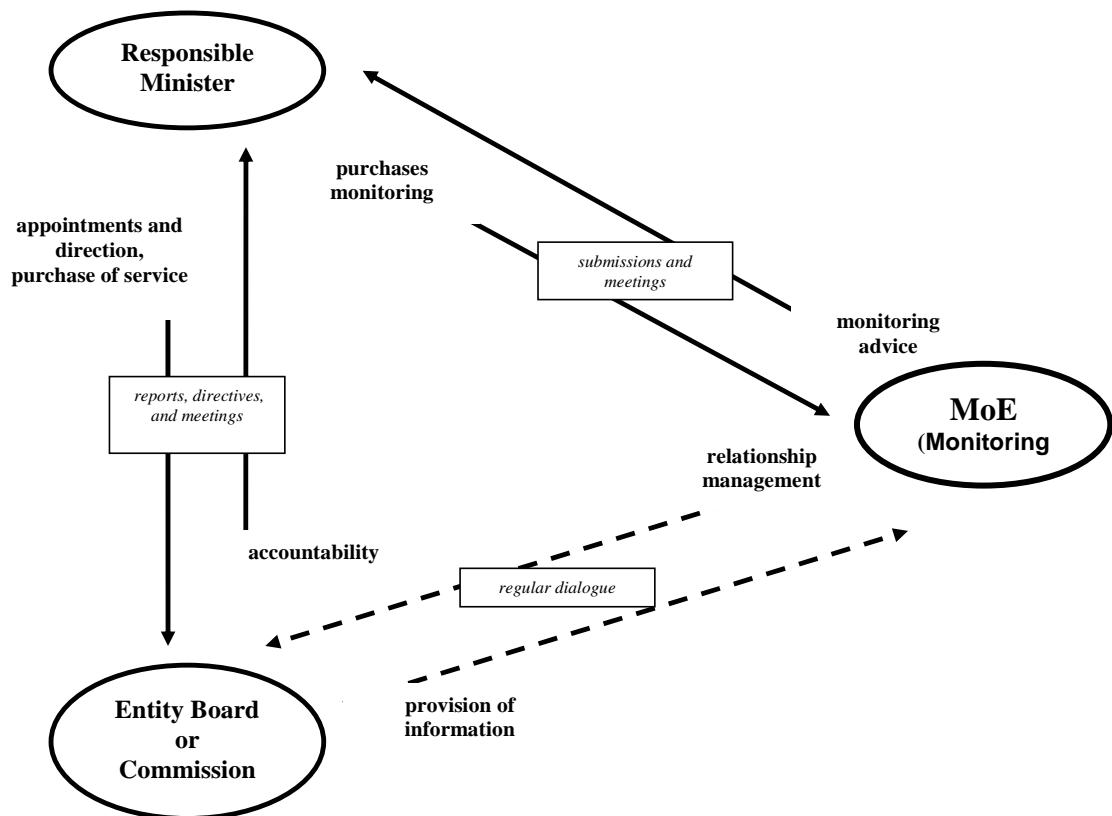 Responsible
Minister
purchases
monitoring
appointments and
direction,
purchase of service
submissions and
meetings
monitoring
advice
reports, directives,
and meetings
MoE
(Monitoring
relationship
management
accountability
regular dialogue
Entity Board
or
Commission
provision of
information